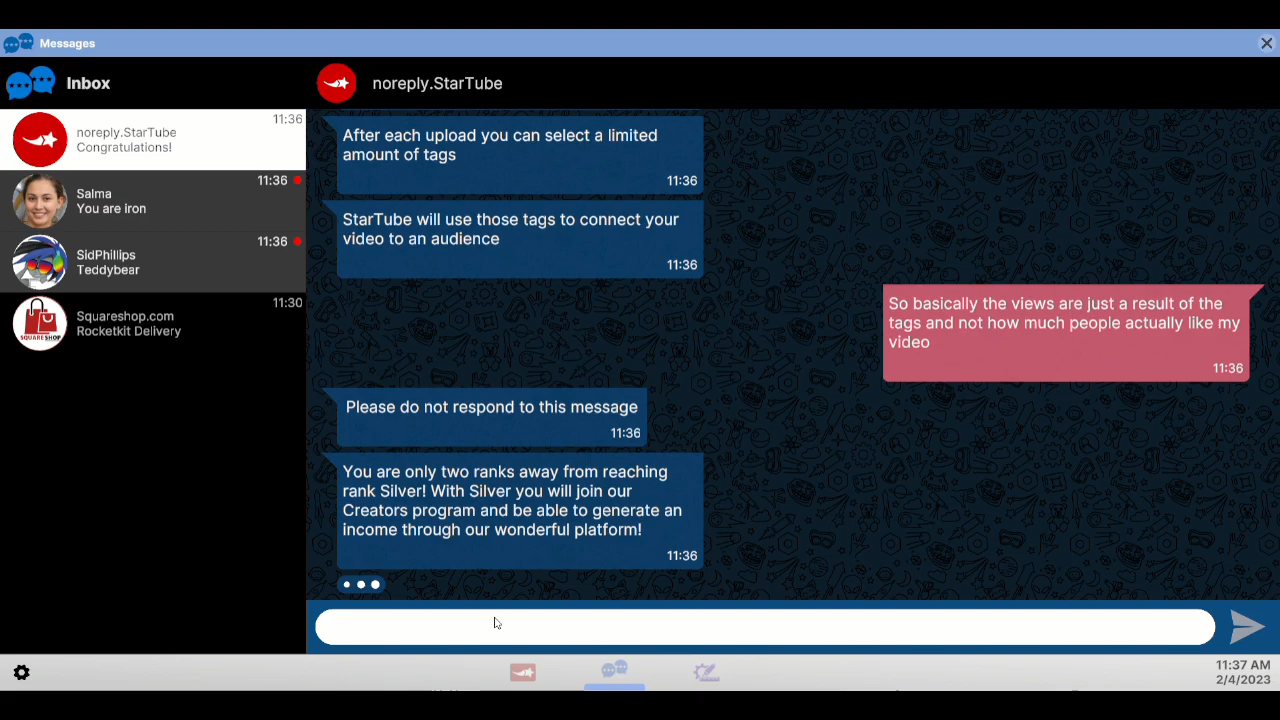 Messages
Inbox
noreply.StarTube
11:36
noreply.StarTube
Congratulations!
11:36
Salma
You are iron
11:36
SidPhillips
Teddybear
11:30
Squareshop.com
Rocketkit Delivery
SQUARESHOP
After each upload you can select a limited
amount of tags
11:36
StarTube will use those tags to connect your
video to an audience
11:36
So basically the views are just a result of the
tags and not how much people actually like my
video
11:36
Please do not respond to this message
11:36
You are only two ranks away from reaching
rank Silver! With Silver you will join our
Creators program and be able to generate an
income through our wonderful platform!
11:36
11:37 AM
2/4/2023